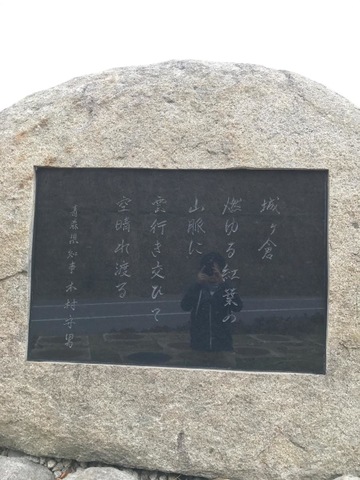 城ヶ倉
燃ゆる紅葉の
山脈に
雲行き交ひて
空晴れ渡る
青森県知事 木村守男